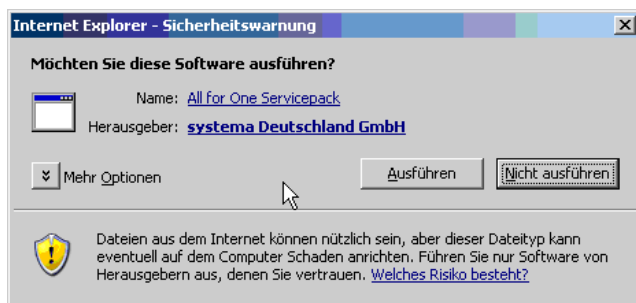 Internet Explorer - Sicherheitswarnung
Möchten Sie diese Software ausführen?
Name: All for One Servicepack
Herausgeber: systema Deutschland GmbH
Mehr Optionen
Ausführen
Nicht ausführen
Dateien aus dem Internet können nützlich sein, aber dieser Dateityp kann
eventuell auf dem Computer Schaden anrichten. Führen Sie nur Software von
Herausgebern aus, denen Sie vertrauen. Welches Risiko besteht?